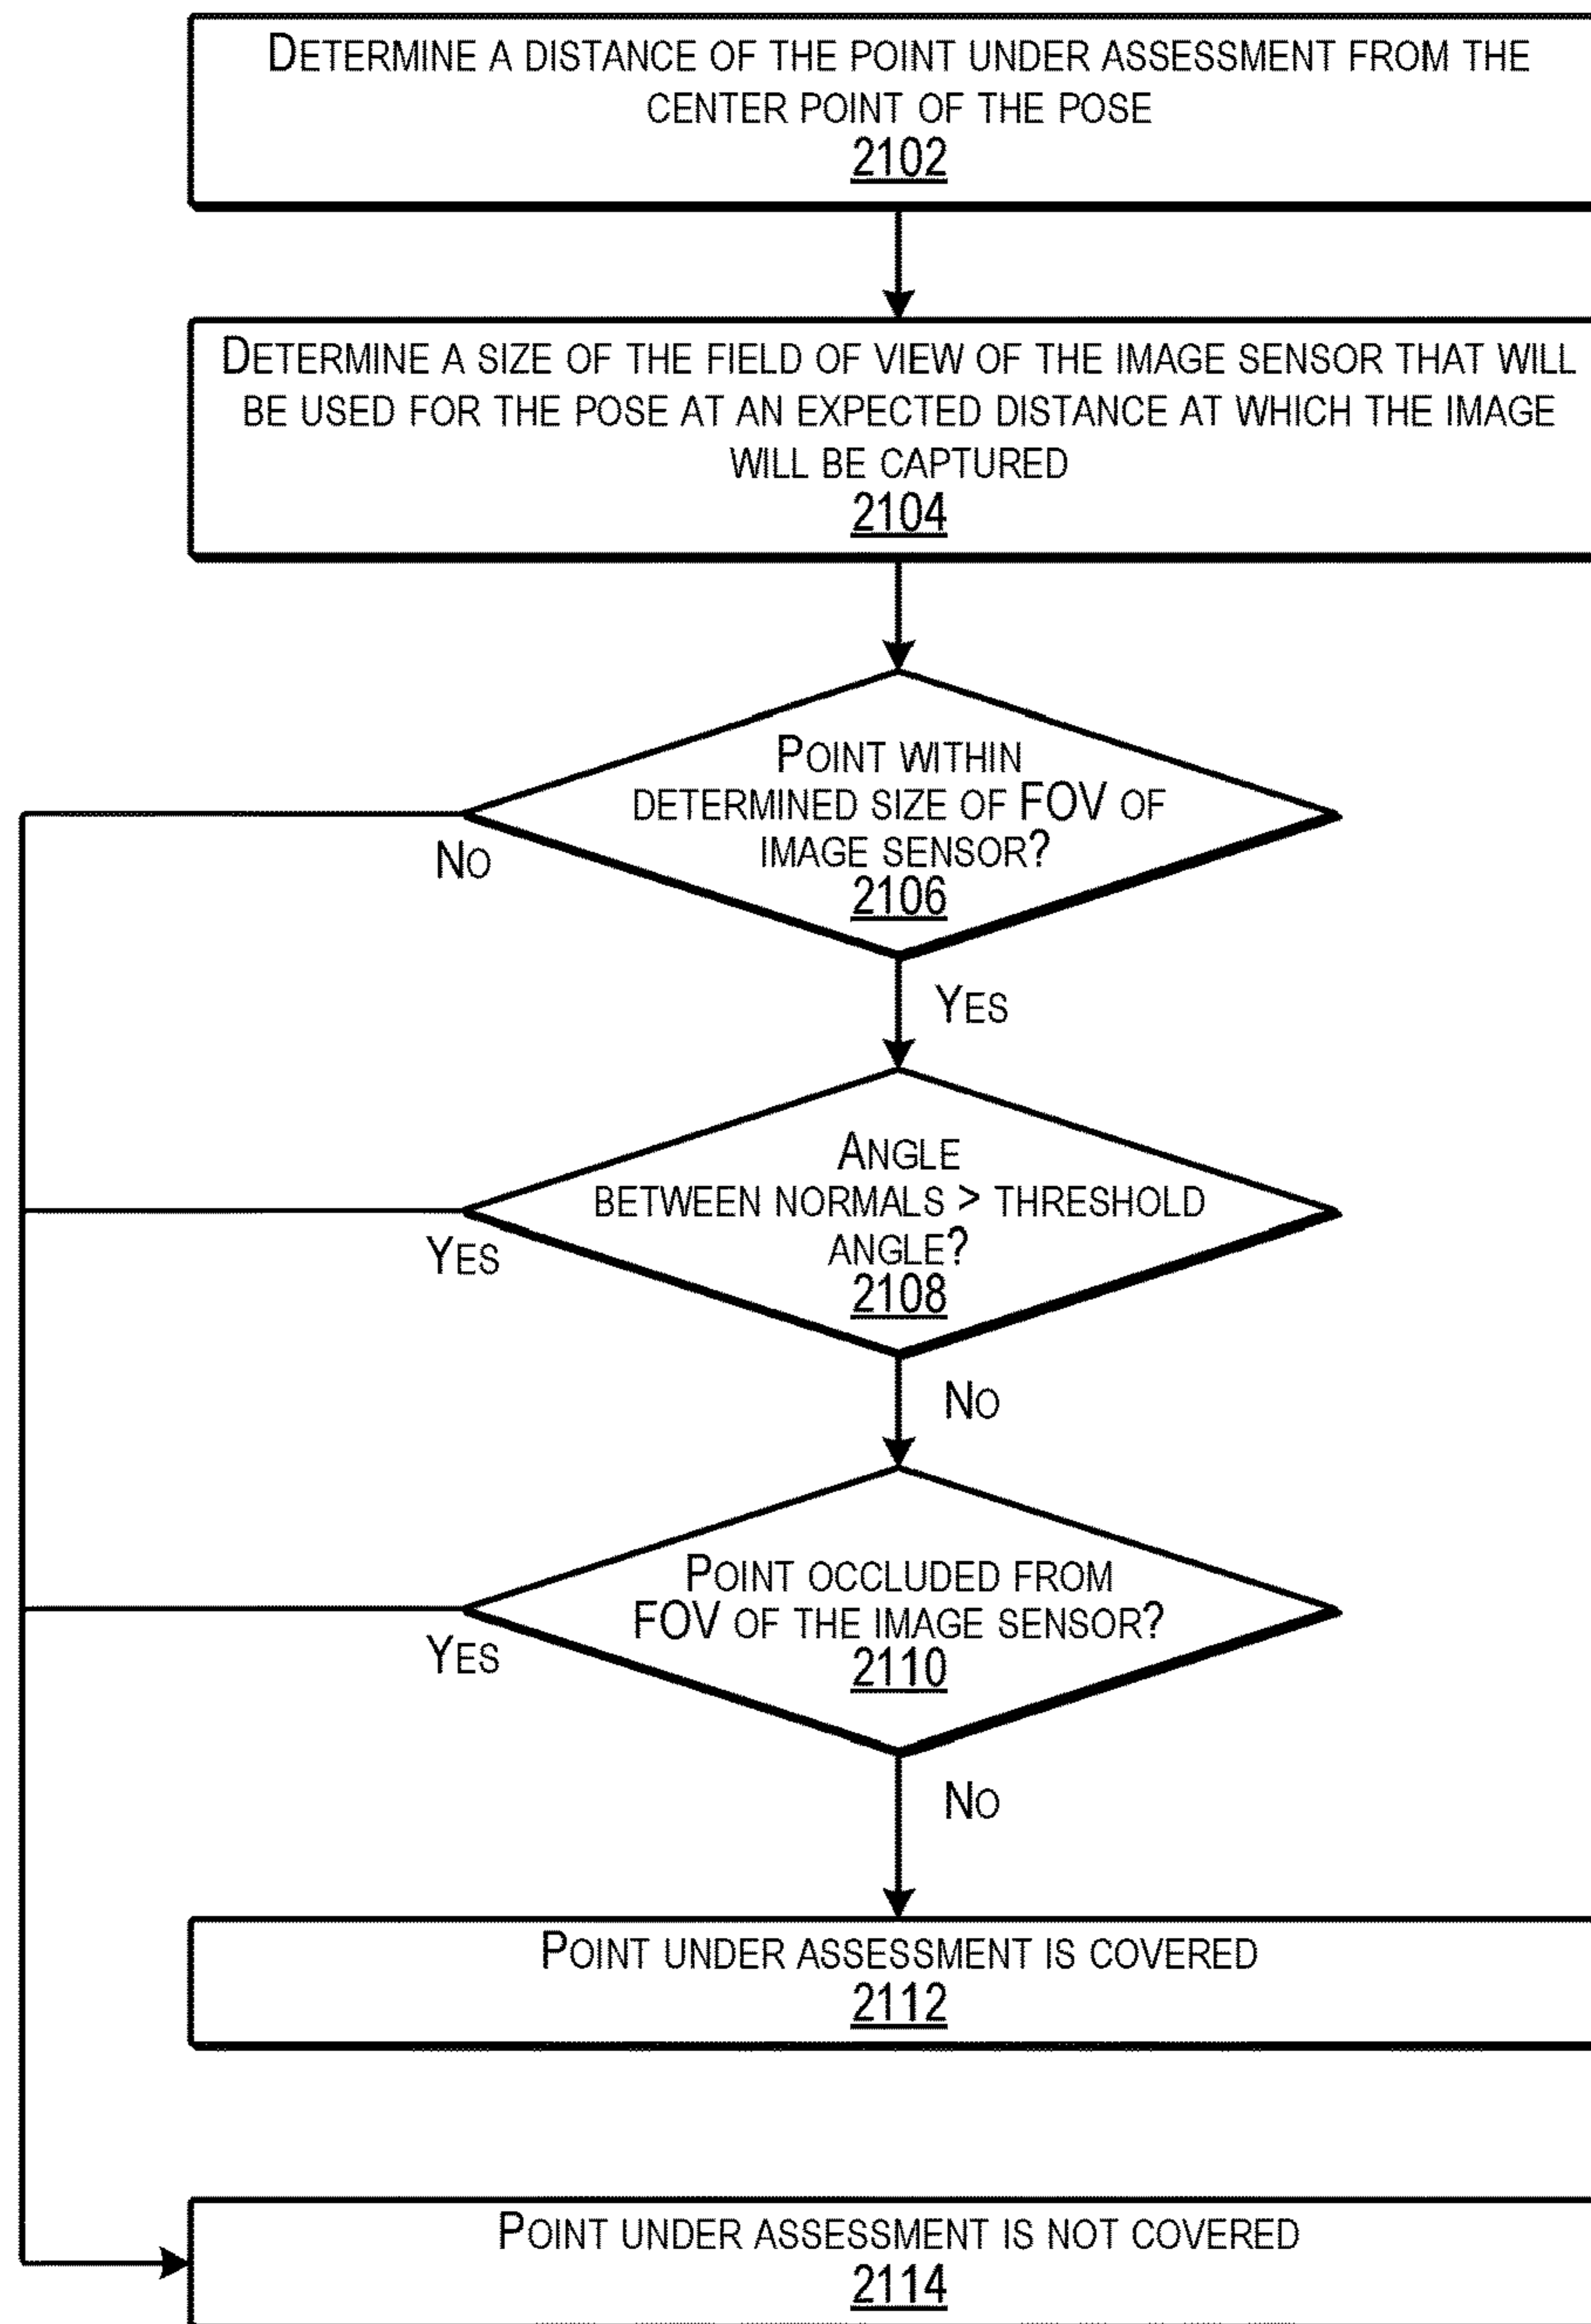 DETERMINE A DISTANCE OF THE POINT UNDER ASSESSMENT FROM THE
CENTER POINT OF THE POSE
2102
DETERMINE A SIZE OF THE FIELD OF VIEW OF THE IMAGE SENSOR THAT WILL
BE USED FOR THE POSE AT AN EXPECTED DISTANCE AT WHICH THE IMAGE
WILL BE CAPTURED
2104
POINT WITHIN
DETERMINED SIZE OF FOV OF
IMAGE SENSOR?
2106
NO
YES
ANGLE
BETWEEN NORMALS > THRESHOLD
ANGLE?
2108
YES
NO
POINT OCCLUDED FROM
FOV OF THE IMAGE SENSOR?
2110
YES
NO
POINT UNDER ASSESSMENT IS COVERED
2112
POINT UNDER ASSESSMENT IS NOT COVERED
2114